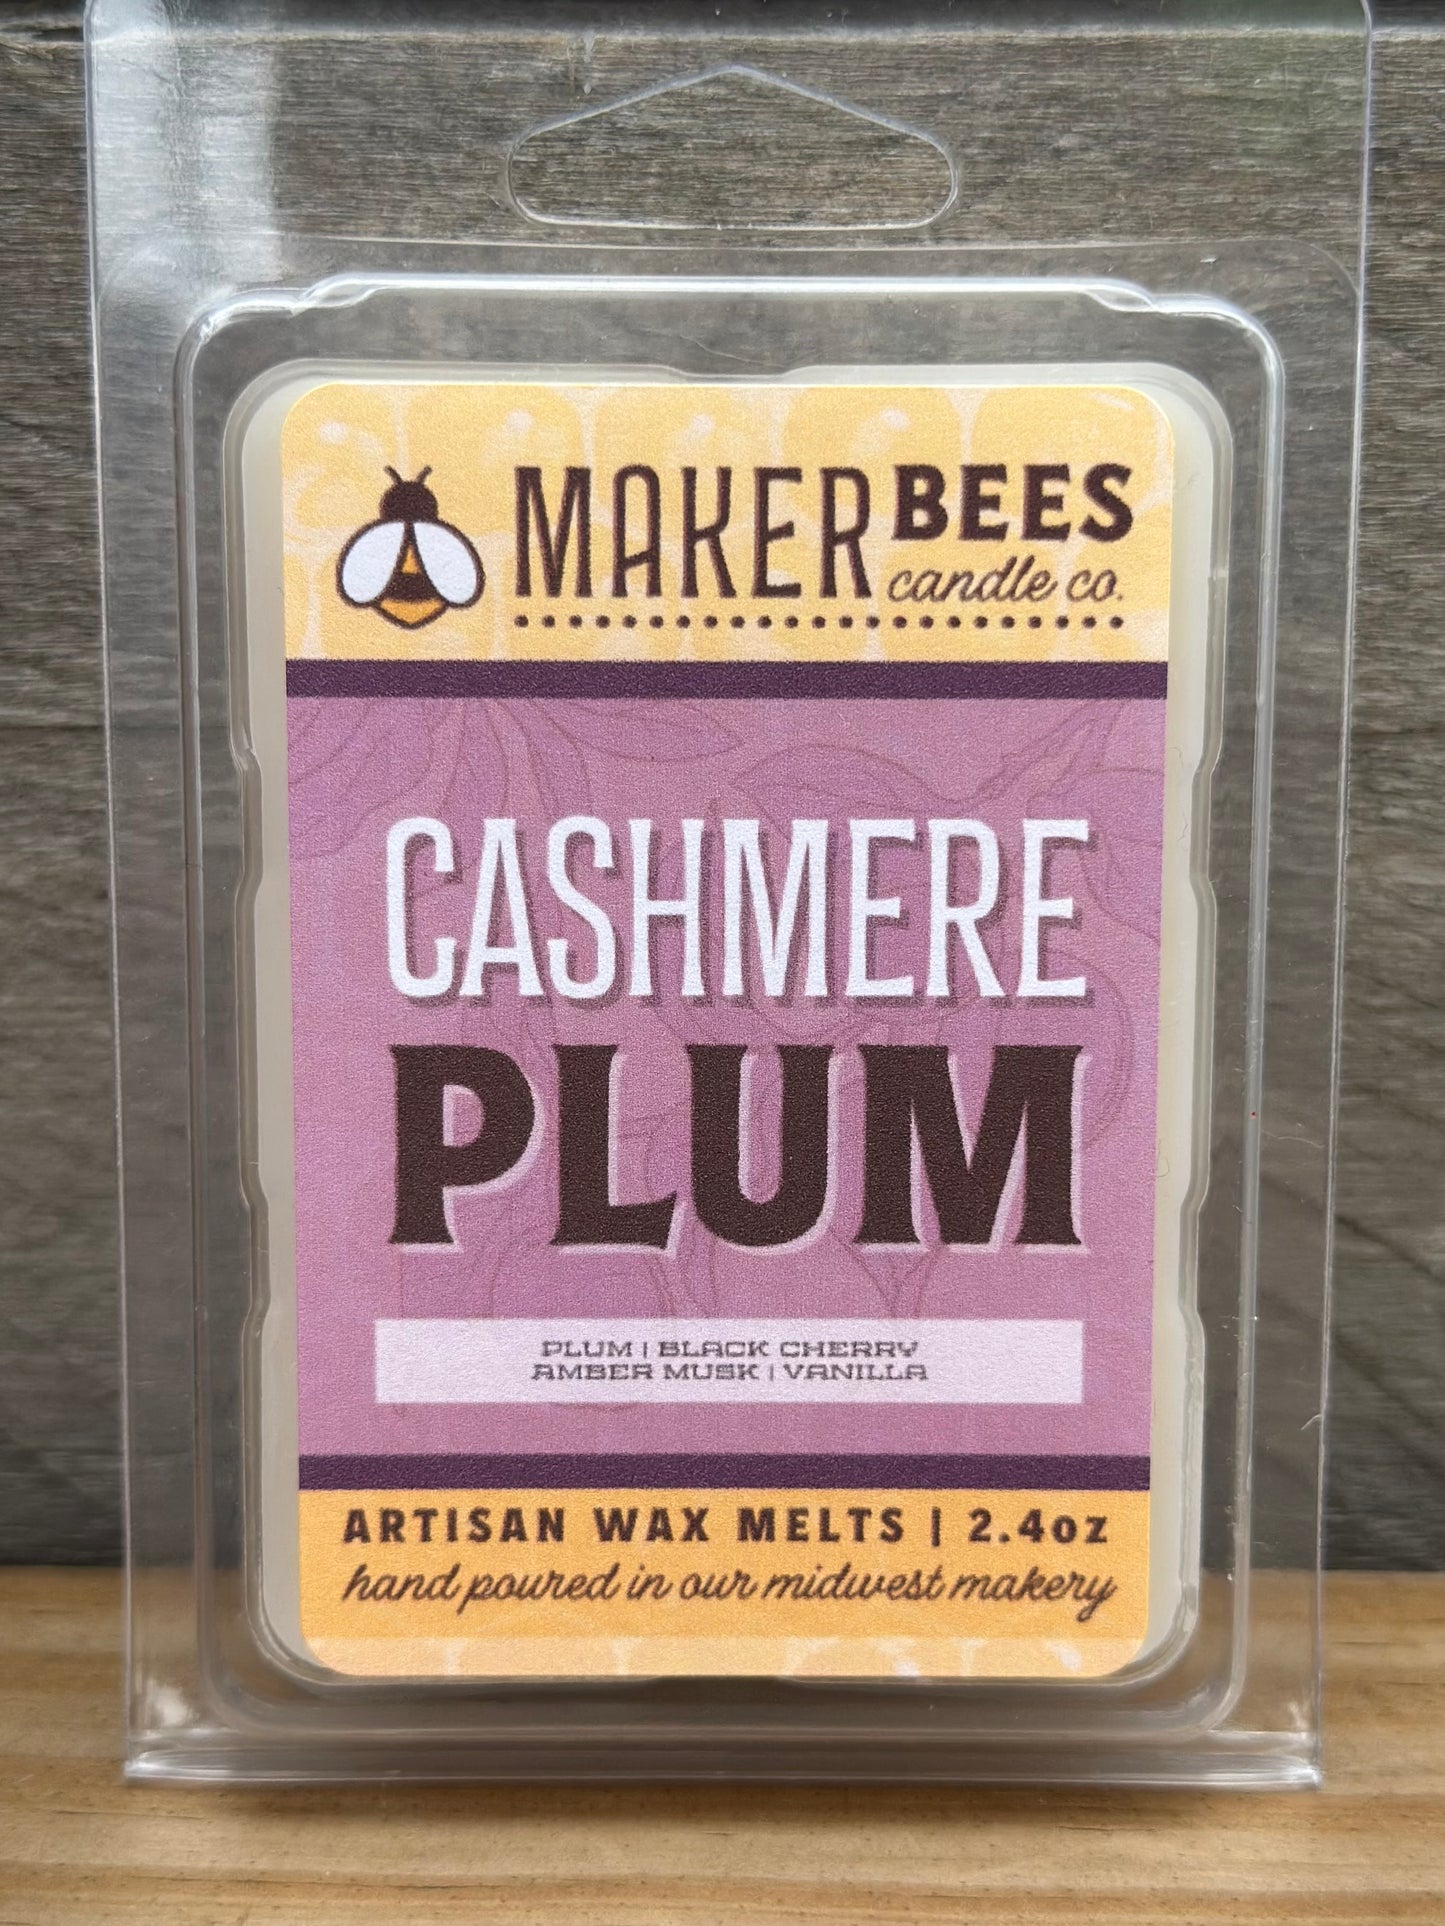 MAKER BEES
candle co.
CASHMERE
PLUM
PLUM | BLACK CHERRY
AMBER MUSK | VANILLA
ARTISAN WAX MELTS | 2.4oz
hand poured in our midwest makery